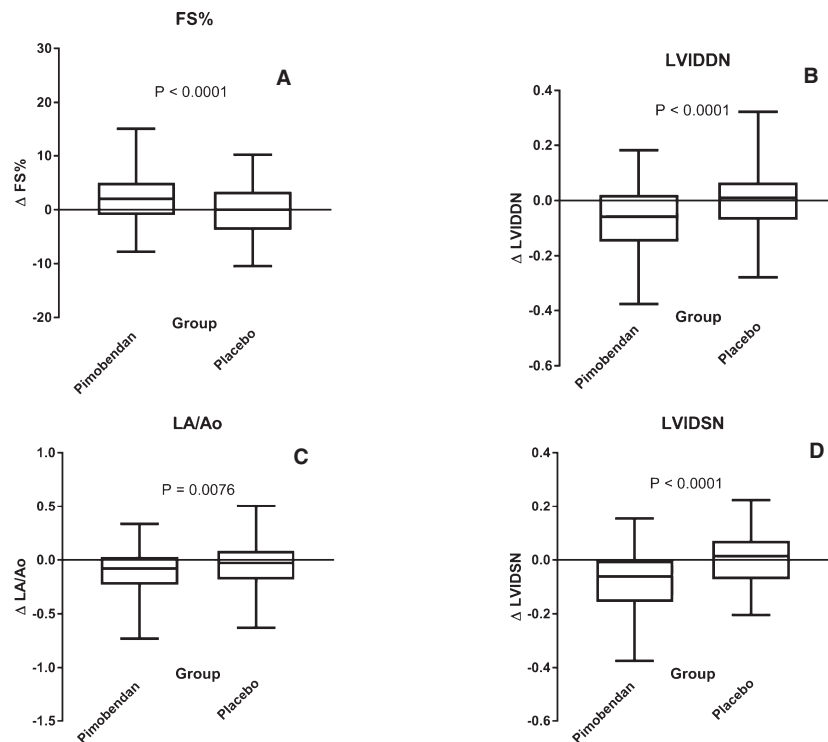 FS%
A
P < 0.0001
30
20
10
0
-10
-20
Δ FS%
Group
Pimobendan
Placebo
LVIDDN
B
P < 0.0001
0.4
0.2
0.0
-0.2
-0.4
-0.6
Δ LVIDDN
Group
Pimobendan
Placebo
LA/Ao
C
P = 0.0076
1.0
0.5
0.0
-0.5
-1.0
-1.5
Δ LA/Ao
Group
Pimobendan
Placebo
LVIDSN
D
P < 0.0001
0.4
0.2
0.0
-0.2
-0.4
-0.6
Δ LVIDSN
Group
Pimobendan
Placebo